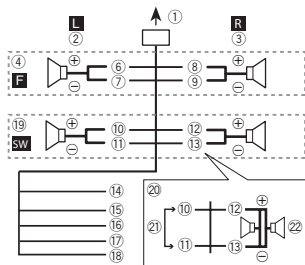 ①
L R
② ③
④ ⊕ ⑥ ⑧ ⊕
F ⊖ ⑦ ⑨ ⊖
⑲ ⊕ ⑩ ⑫ ⊕
SW ⊖ ⑪ ⑬ ⊖
⑭
⑮
⑯
⑰
⑱
⑳
⑩ ⑫ ⊕
㉑ ㉒
⑪ ⑬ ⊖